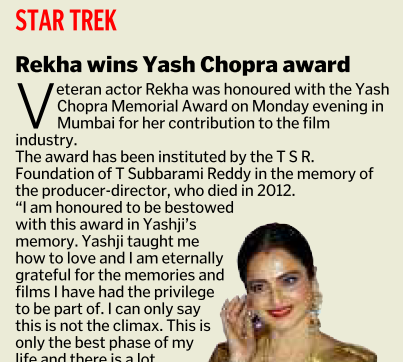 STAR TREK
Rekha wins Yash Chopra award
Veteran actor Rekha was honoured with the Yash
Chopra Memorial Award on Monday evening in
Mumbai for her contribution to the film
industry.
The award has been instituted by the T S R.
Foundation of T Subbarami Reddy in the memory of
the producer-director, who died in 2012.
“I am honoured to be bestowed
with this award in Yashji’s
memory. Yashji taught me
how to love and I am eternally
grateful for the memories and
films I have had the privilege
to be part of. I can only say
this is not the climax. This is
only the best phase of my
life and there is a lot